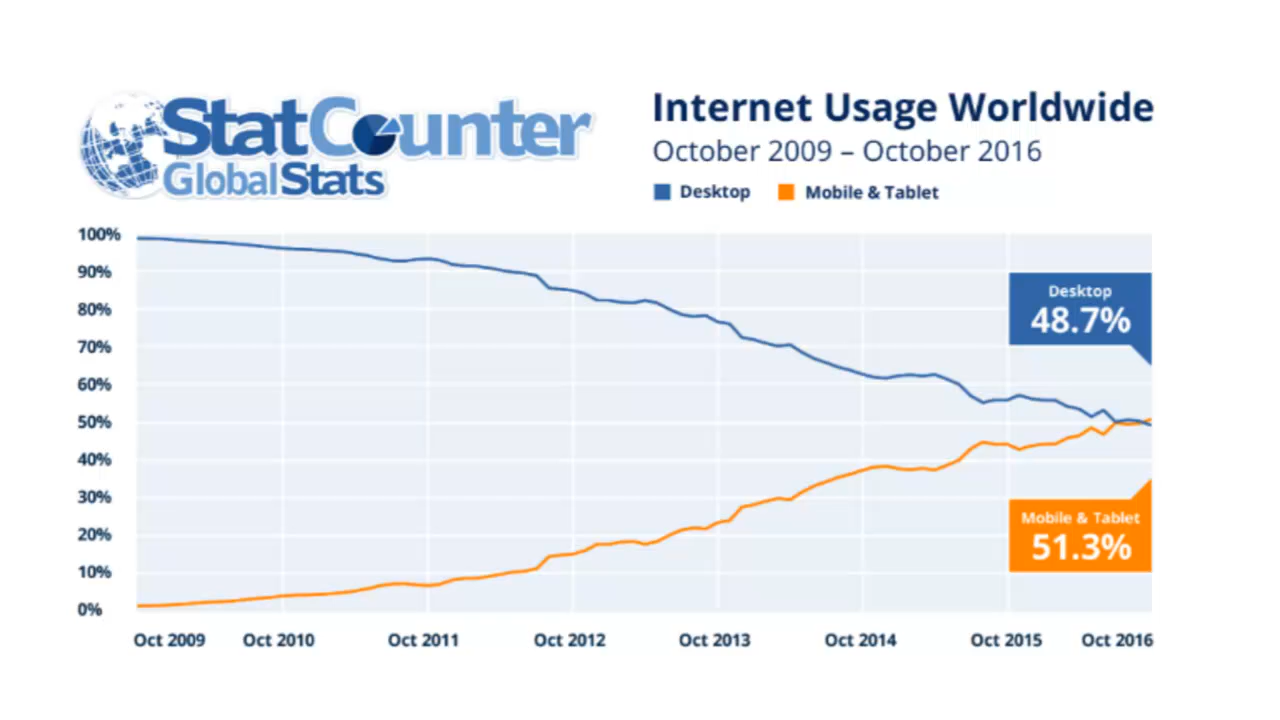 StatCounter
GlobalStats
Internet Usage Worldwide
October 2009 – October 2016
Desktop
Mobile & Tablet
100%
90%
80%
70%
60%
50%
40%
30%
20%
10%
0%
Desktop
48.7%
Mobile & Tablet
51.3%
Oct 2009 Oct 2010 Oct 2011 Oct 2012 Oct 2013 Oct 2014 Oct 2015 Oct 2016